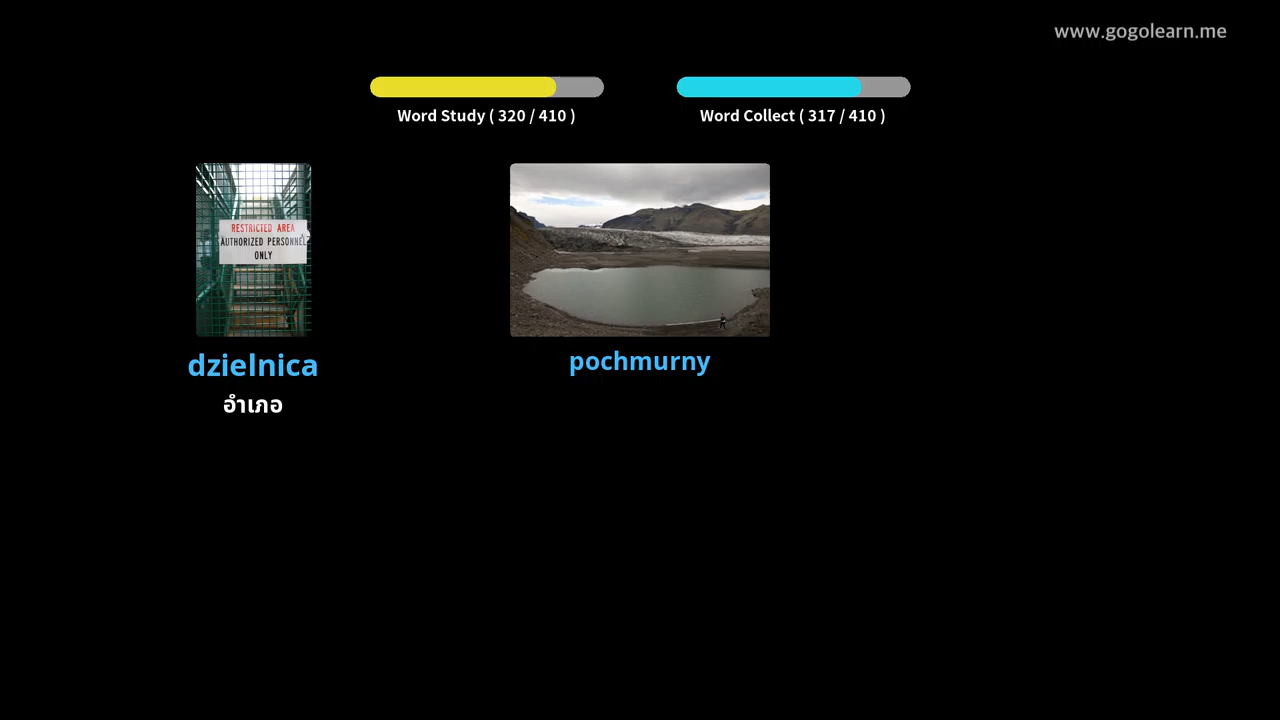 www.gogolearn.me
Word Study ( 320 / 410 )
Word Collect ( 317 / 410 )
RESTRICTED AREA
AUTHORIZED PERSONNEL
ONLY
dzielnica
อำเภอ
pochmurny